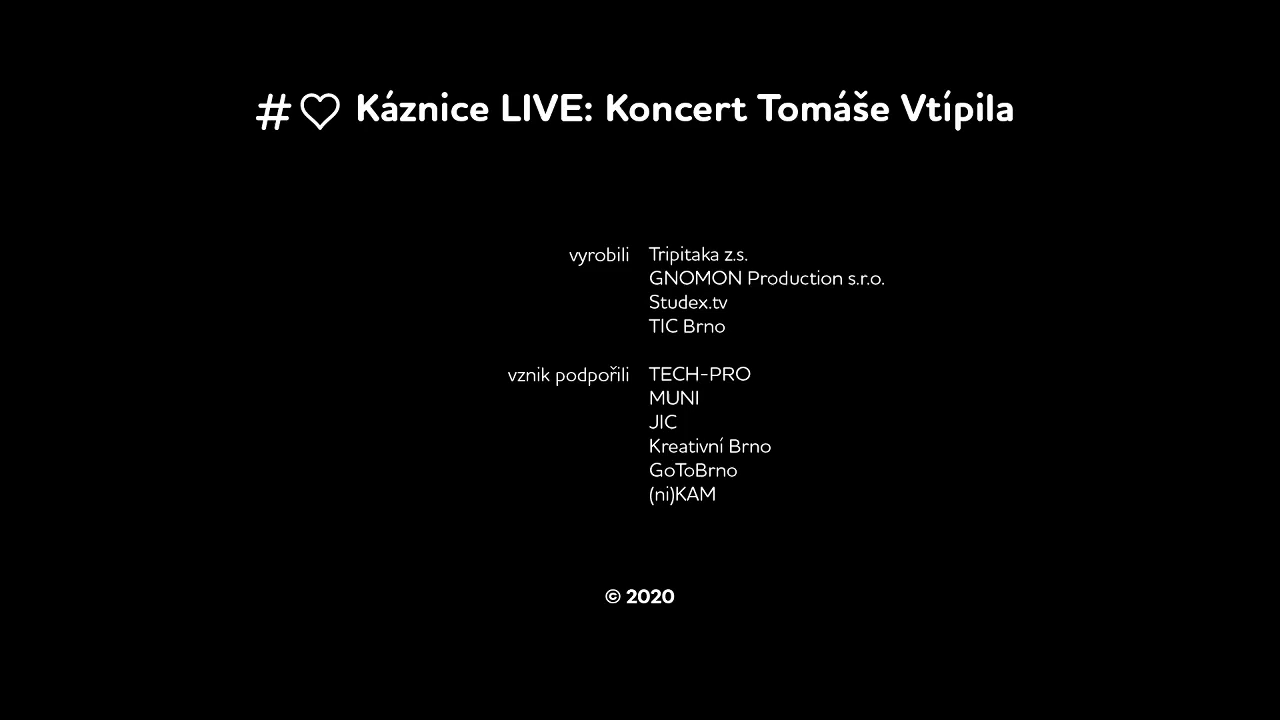 #♡ Káznice LIVE: Koncert Tomáše Vtípila
vyrobili Tripitaka z.s.
GNOMON Production s.r.o.
Studex.tv
TIC Brno
vznik podpořili TECH-PRO
MUNI
JIC
Kreativní Brno
GoToBrno
(ni)KAM
© 2020